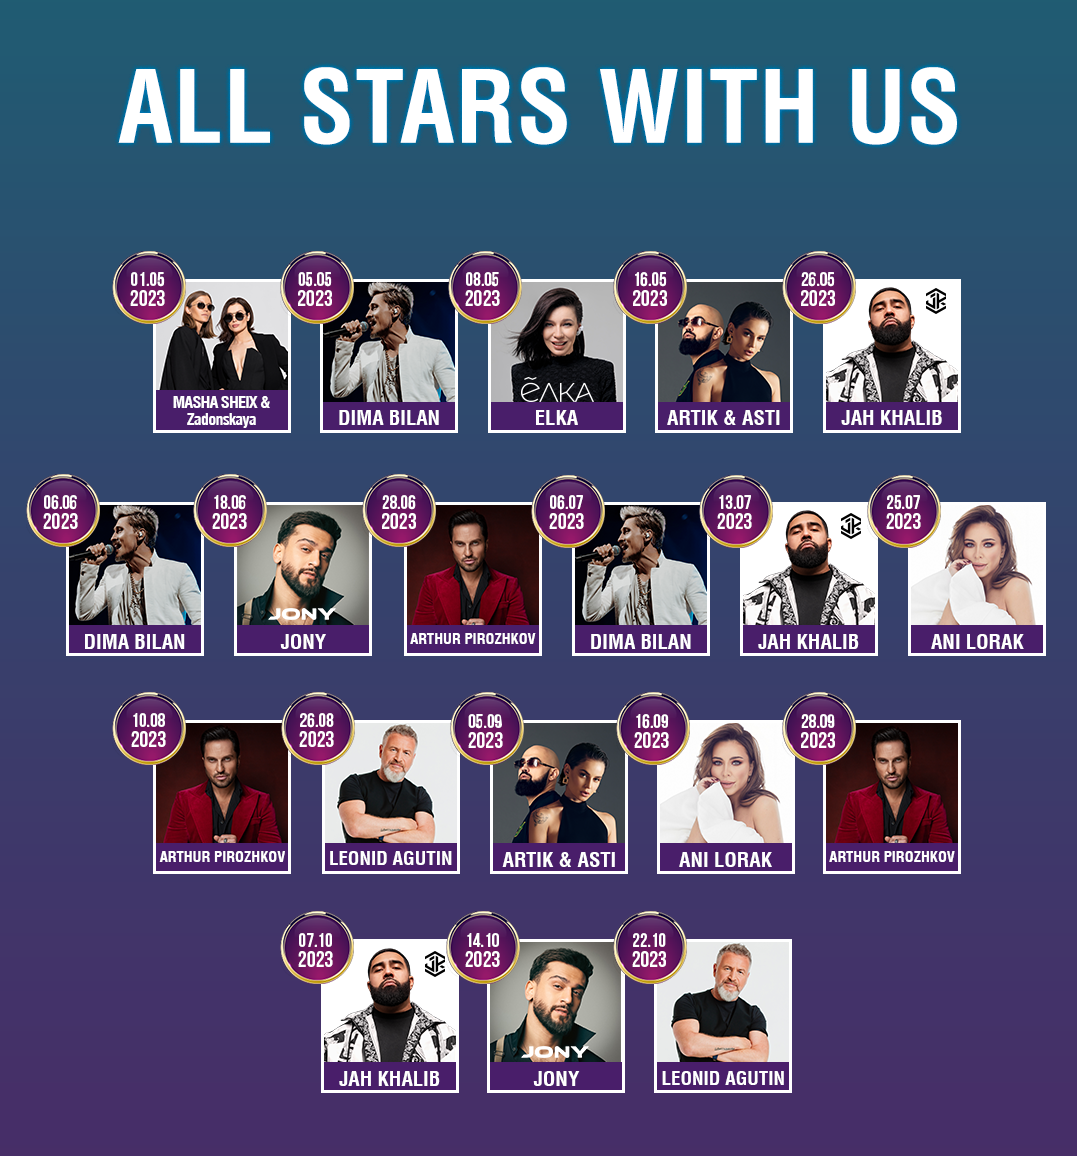 ALL STARS WITH US
01.05
2023
MASHA SHEIX &
Zadonskaya
05.05
2023
DIMA BILAN
08.05
2023
ЁЛКА
ELKA
16.05
2023
ARTIK & ASTI
26.05
2023
JAH KHALIB
06.06
2023
DIMA BILAN
18.06
2023
JONY
JONY
28.06
2023
ARTHUR PIROZHKOV
06.07
2023
DIMA BILAN
13.07
2023
JAH KHALIB
25.07
2023
ANI LORAK
10.08
2023
ARTHUR PIROZHKOV
26.08
2023
LEONID AGUTIN
05.09
2023
ARTIK & ASTI
16.09
2023
ANI LORAK
28.09
2023
ARTHUR PIROZHKOV
07.10
2023
JAH KHALIB
14.10
2023
JONY
JONY
22.10
2023
LEONID AGUTIN